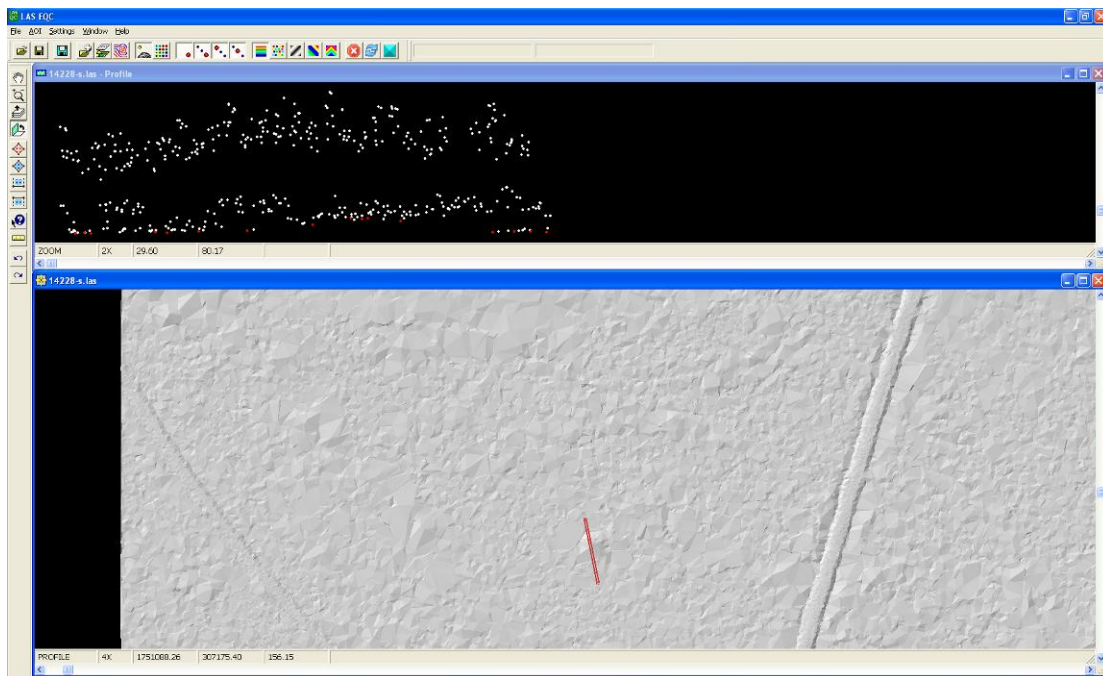 LAS EQC
File AOI Settings Window Help
14228-s.las - Profile
ZOOM 2X 29.60 80.17
14228-s.las
PROFILE 4X 1751088.26 307175.40 156.15